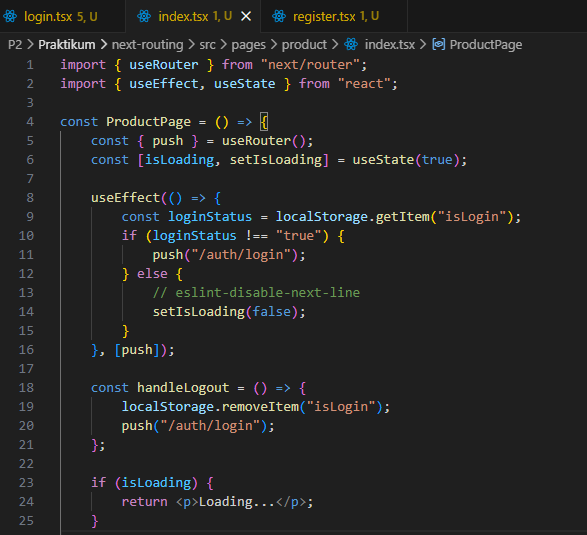 login.tsx 5, U index.tsx 1, U register.tsx 1, U
P2 > Praktikum > next-routing > src > pages > product > index.tsx > ProductPage
1 import { useRouter } from "next/router";
2 import { useEffect, useState } from "react";
3
4 const ProductPage = () => {
5     const { push } = useRouter();
6     const [isLoading, setIsLoading] = useState(true);
7
8     useEffect(() => {
9         const loginStatus = localStorage.getItem("isLogin");
10         if (loginStatus !== "true") {
11             push("/auth/login");
12         } else {
13             // eslint-disable-next-line
14             setIsLoading(false);
15         }
16     }, [push]);
17
18     const handleLogout = () => {
19         localStorage.removeItem("isLogin");
20         push("/auth/login");
21     };
22
23     if (isLoading) {
24         return <p>Loading...</p>;
25     }